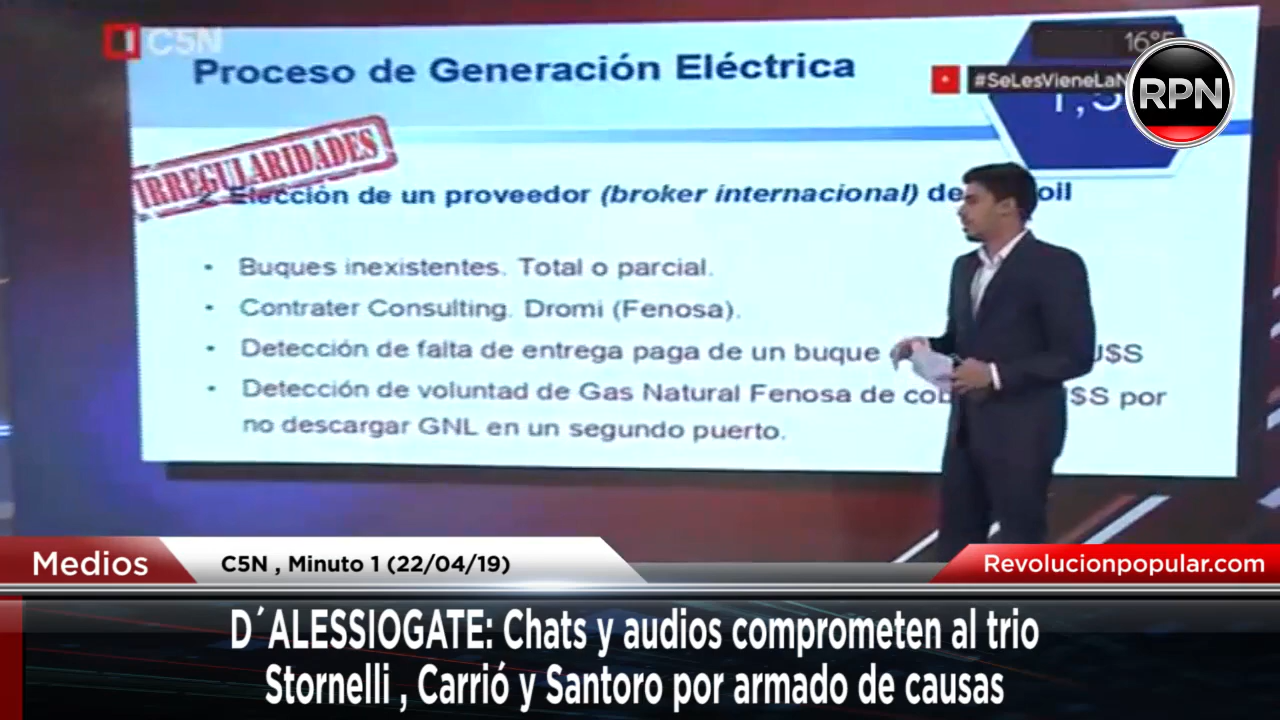 C5N
16°
Proceso de Generación Eléctrica
#SeLesVieneLaN
RPN
1,5
IRREGULARIDADES
Elección de un proveedor (broker internacional) de oil
• Buques inexistentes. Total o parcial.
• Contrater Consulting. Dromi (Fenosa).
• Detección de falta de entrega paga de un buque U$S
• Detección de voluntad de Gas Natural Fenosa de cob $S por
no descargar GNL en un segundo puerto.
Medios
C5N , Minuto 1 (22/04/19)
Revolucionpopular.com
D´ALESSIOGATE: Chats y audios comprometen al trio
Stornelli , Carrió y Santoro por armado de causas